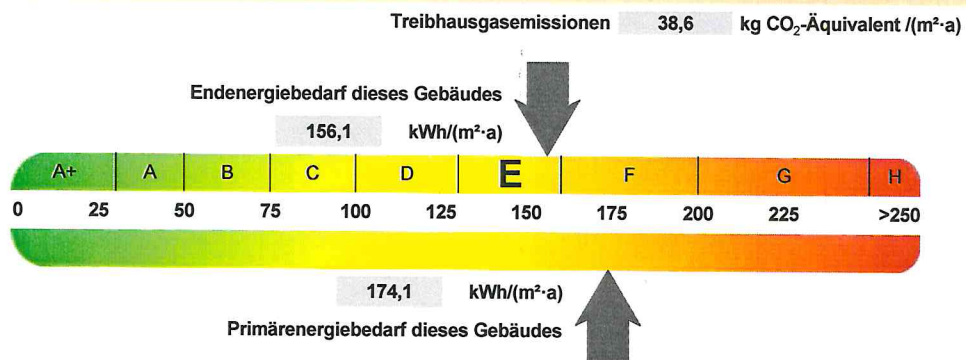 Treibhausgasemissionen 38,6 kg CO₂-Äquivalent /(m²·a)
Endenergiebedarf dieses Gebäudes
156,1 kWh/(m²·a)
A+ A B C D E F G H
0 25 50 75 100 125 150 175 200 225 >250
174,1 kWh/(m²·a)
Primärenergiebedarf dieses Gebäudes